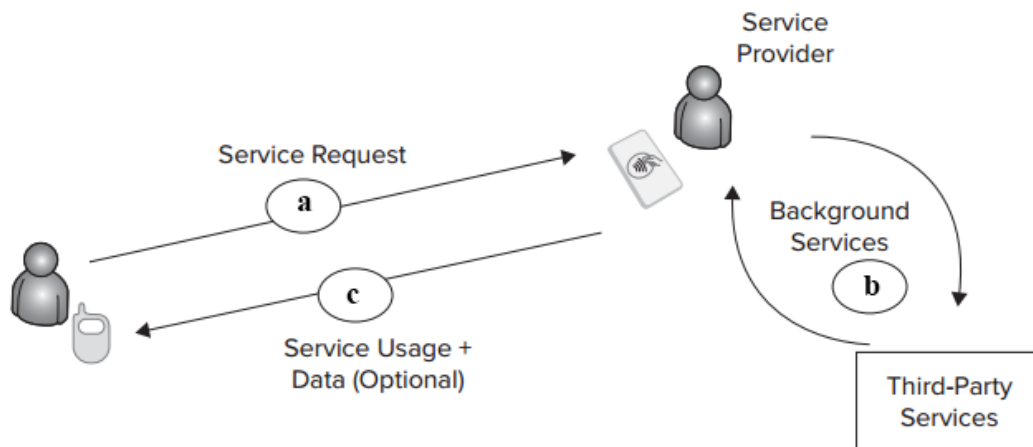 Service
Provider
Service Request
a
Background
Services
b
c
Service Usage +
Data (Optional)
Third-Party
Services